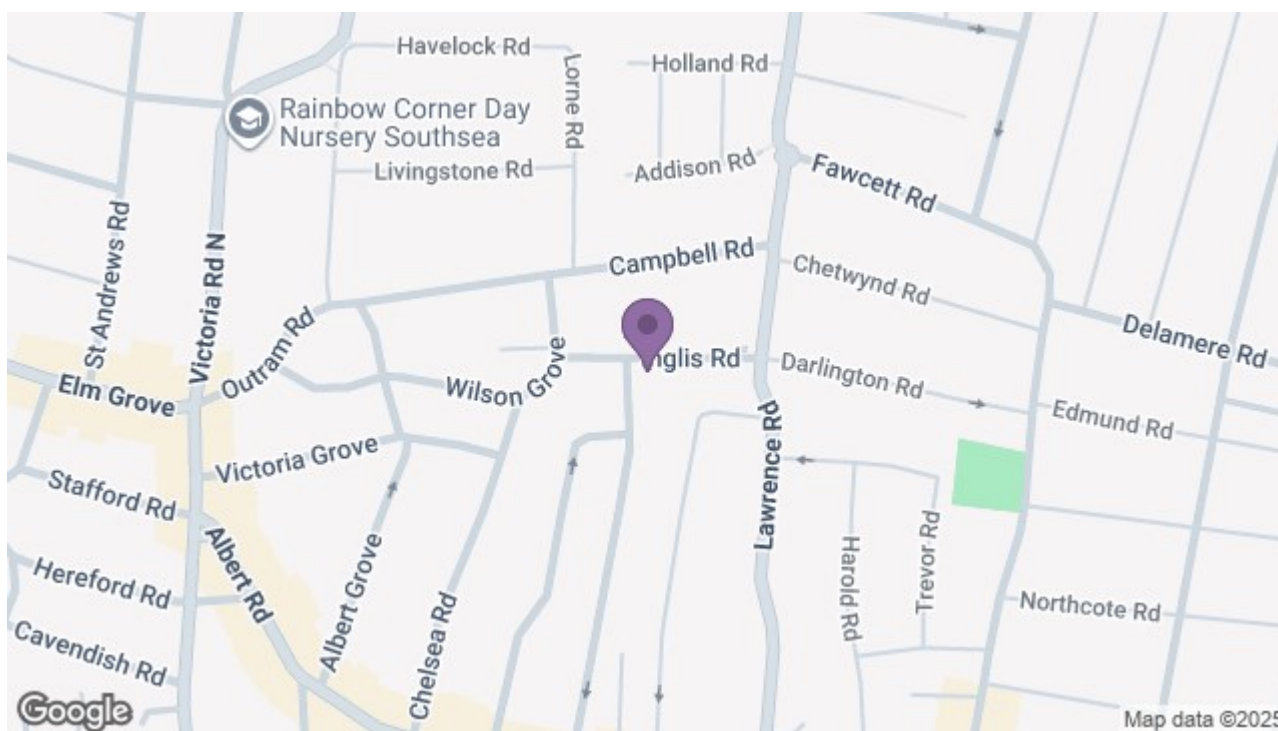 Havelock Rd
Lorne Rd
Holland Rd
Rainbow Corner Day
Nursery Southsea
Livingstone Rd
Addison Rd
Fawcett Rd
St Andrews Rd
Victoria Rd N
Campbell Rd
Chetwynd Rd
Outram Rd
Delamere Rd
Elm Grove
Wilson Grove
nglis Rd
Darlington Rd
Edmund Rd
Victoria Grove
Lawrence Rd
Stafford Rd
Albert Rd
Albert Grove
Chelsea Rd
Harold Rd
Trevor Rd
Hereford Rd
Northcote Rd
Cavendish Rd
Google
Map data ©2025